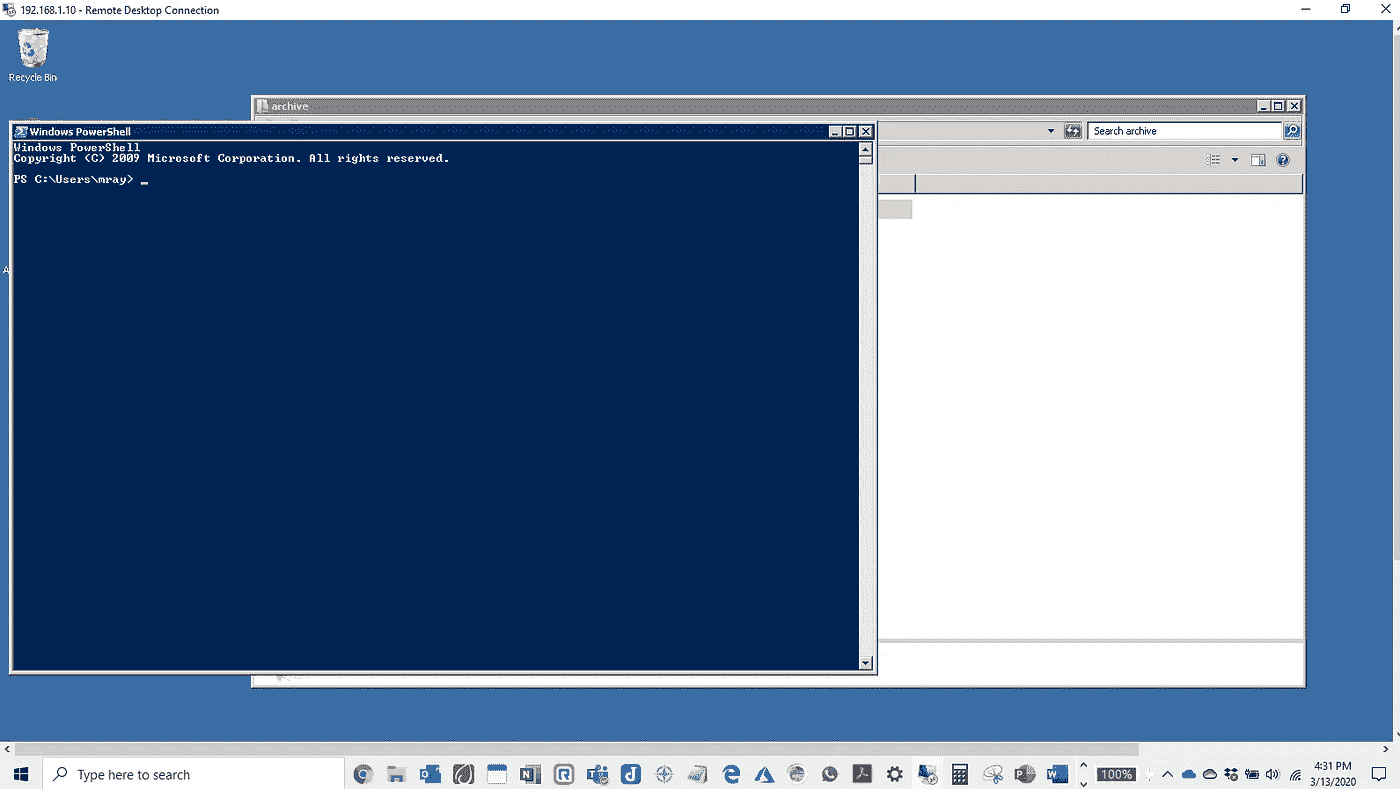 192.168.1.10 - Remote Desktop Connection
Recycle Bin
archive
Windows PowerShell
Search archive
Windows PowerShell
Copyright (C) 2009 Microsoft Corporation. All rights reserved.
PS C:\Users\mray> _
A
Type here to search
100%
4:31 PM
3/13/2020